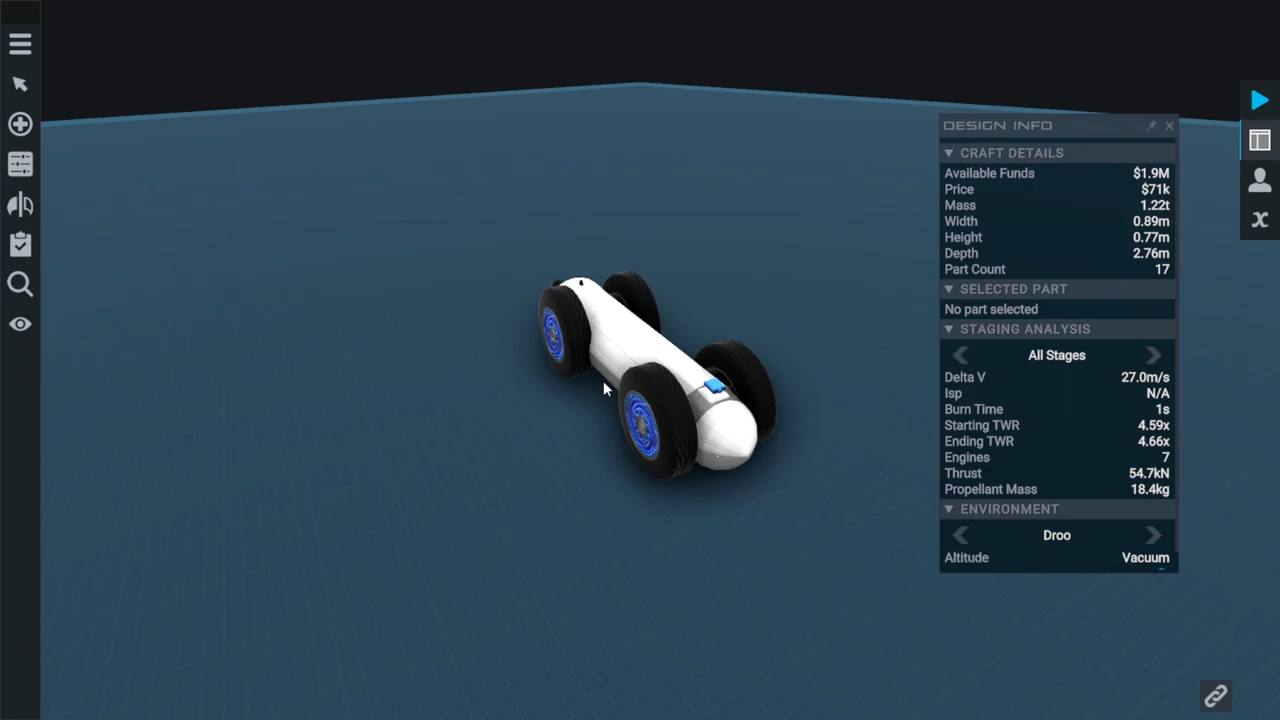 DESIGN INFO
CRAFT DETAILS
Available Funds $1.9M
Price $71k
Mass 1.22t
Width 0.89m
Height 0.77m
Depth 2.76m
Part Count 17
SELECTED PART
No part selected
STAGING ANALYSIS
All Stages
Delta V 27.0m/s
Isp N/A
Burn Time 1s
Starting TWR 4.59x
Ending TWR 4.66x
Engines 7
Thrust 54.7kN
Propellant Mass 18.4kg
ENVIRONMENT
Droo
Altitude Vacuum
x